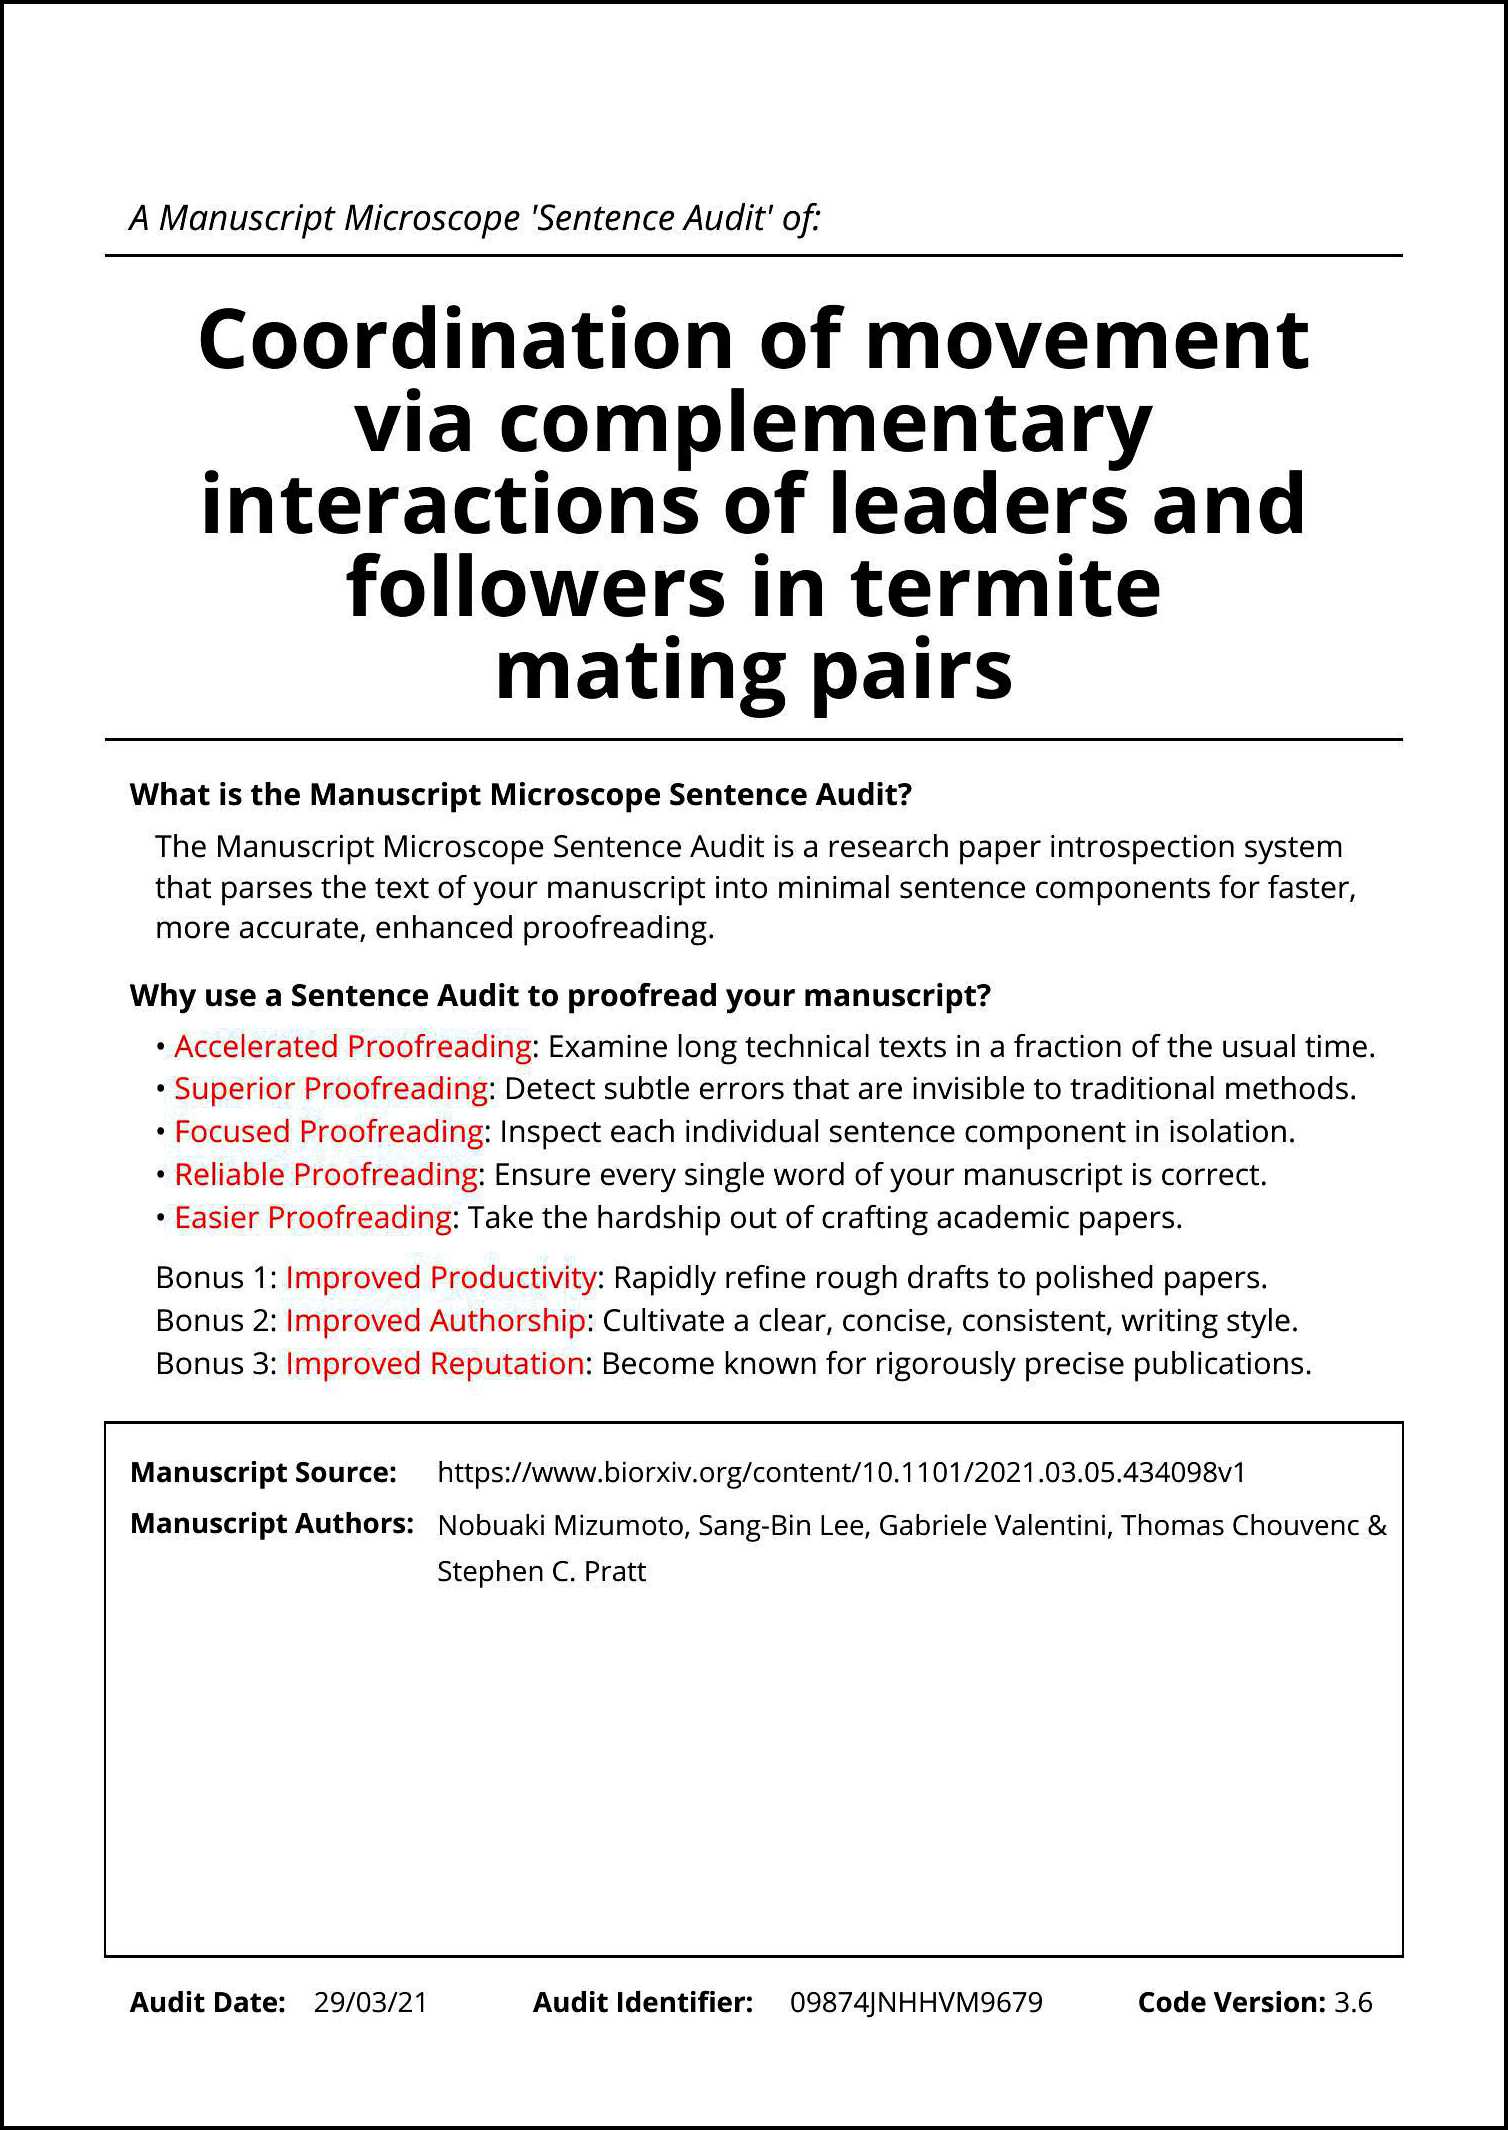 A Manuscript Microscope 'Sentence Audit' of:
Coordination of movement
via complementary
interactions of leaders and
followers in termite
mating pairs
What is the Manuscript Microscope Sentence Audit?
The Manuscript Microscope Sentence Audit is a research paper introspection system
that parses the text of your manuscript into minimal sentence components for faster,
more accurate, enhanced proofreading.
Why use a Sentence Audit to proofread your manuscript?
• Accelerated Proofreading: Examine long technical texts in a fraction of the usual time.
• Superior Proofreading: Detect subtle errors that are invisible to traditional methods.
• Focused Proofreading: Inspect each individual sentence component in isolation.
• Reliable Proofreading: Ensure every single word of your manuscript is correct.
• Easier Proofreading: Take the hardship out of crafting academic papers.
Bonus 1: Improved Productivity: Rapidly refine rough drafts to polished papers.
Bonus 2: Improved Authorship: Cultivate a clear, concise, consistent, writing style.
Bonus 3: Improved Reputation: Become known for rigorously precise publications.
Manuscript Source: https://www.biorxiv.org/content/10.1101/2021.03.05.434098v1
Manuscript Authors: Nobuaki Mizumoto, Sang-Bin Lee, Gabriele Valentini, Thomas Chouvenc &
Stephen C. Pratt
Audit Date: 29/03/21 Audit Identifier: 09874JNHHVM9679 Code Version: 3.6